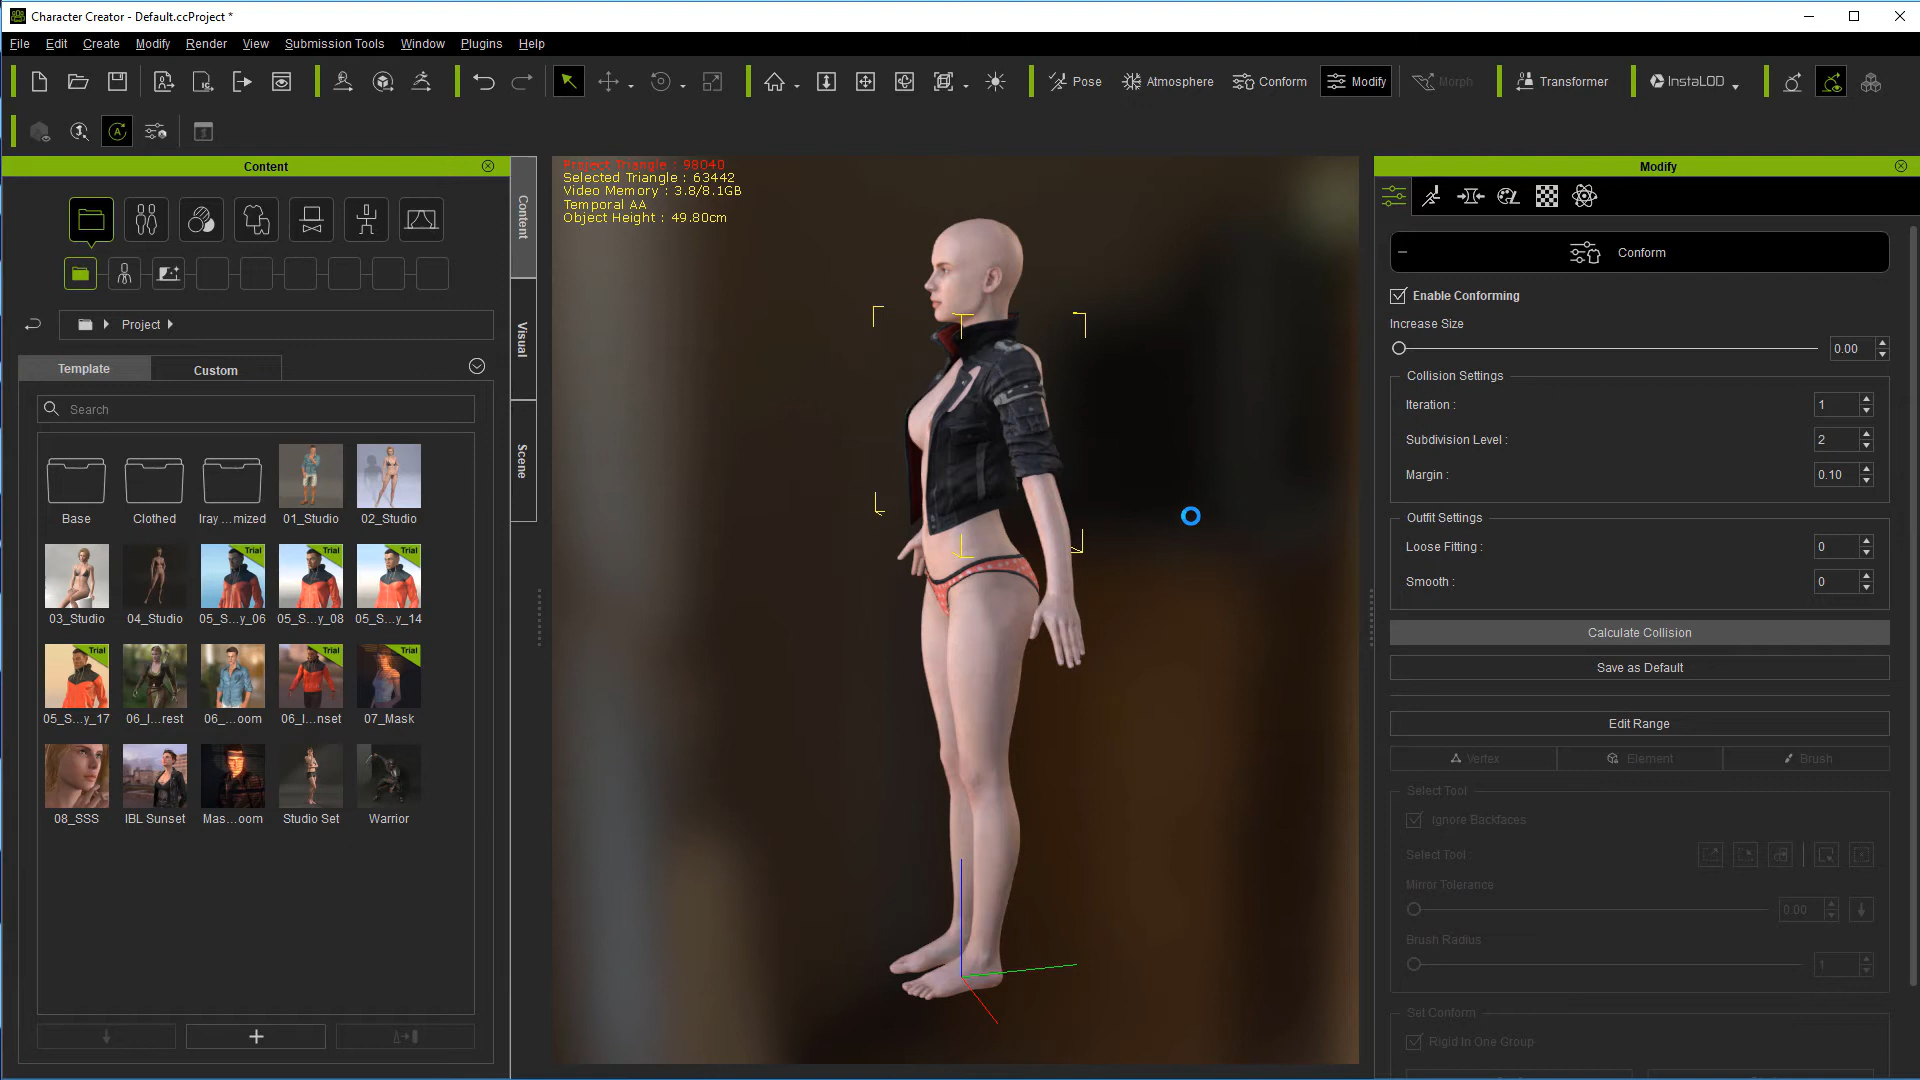 Character Creator - Default.ccProject *
File Edit Create Modify Render View Submission Tools Window Plugins Help
Pose Atmosphere Conform Modify Morph Transformer InstaLOD
Content
Content
Visual
Scene
Project
Template Custom
Search
Base Clothed Iray ...mized 01_Studio 02_Studio
Trial Trial Trial
03_Studio 04_Studio 05_S...y_06 05_S...y_08 05_S...y_14
Trial Trial Trial
05_S...y_17 06_I...rest 06_...oom 06_I...nset 07_Mask
08_SSS IBL Sunset Mas...oom Studio Set Warrior
Project Triangle : 98040
Selected Triangle : 63442
Video Memory : 3.8/8.1GB
Temporal AA
Object Height : 49.80cm
Modify
Conform
Enable Conforming
Increase Size
0.00
Collision Settings
Iteration : 1
Subdivision Level : 2
Margin : 0.10
Outfit Settings
Loose Fitting : 0
Smooth : 0
Calculate Collision
Save as Default
Edit Range
Vertex Element Brush
Select Tool
Ignore Backfaces
Select Tool
Mirror Tolerance
0.00
Brush Radius
1
Set Conform
Rigid In One Group